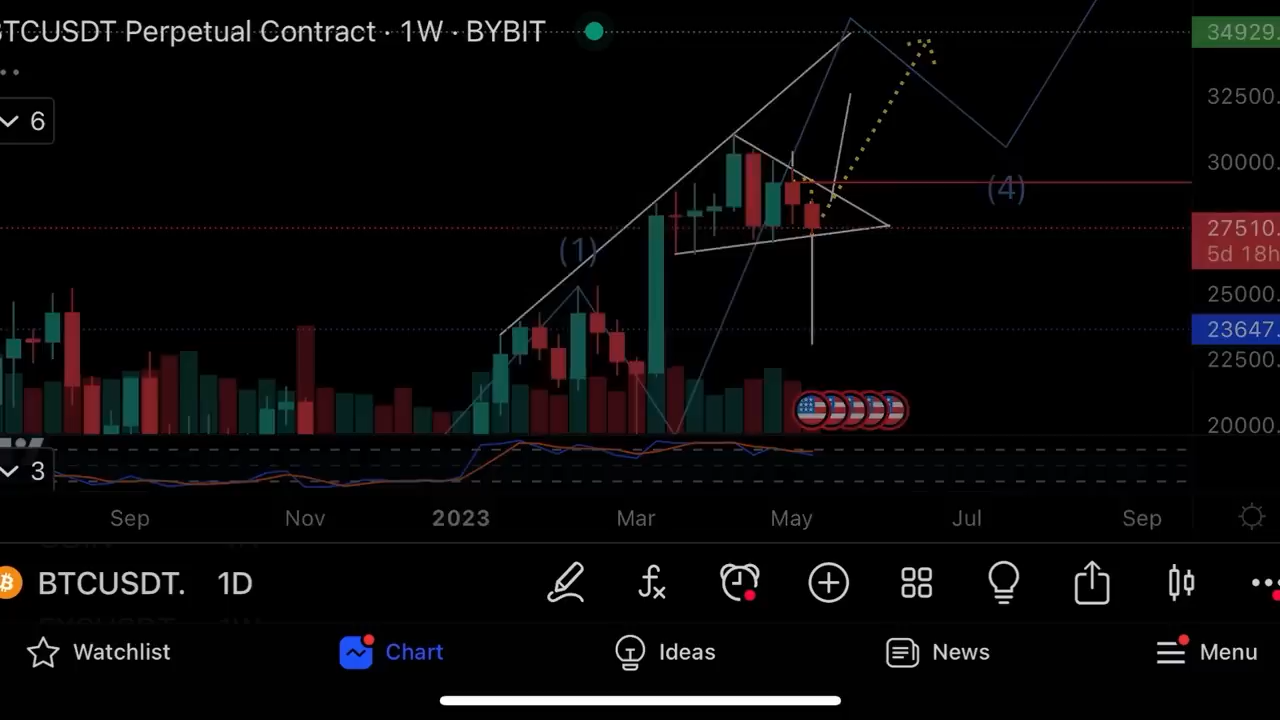 BTCUSDT Perpetual Contract · 1W · BYBIT
34929.
6
32500.
30000.
(4)
27510.
5d 18h
(1)
25000.
23647.
22500.
20000.
3
Sep Nov 2023 Mar May Jul Sep
BTCUSDT. 1D
Watchlist Chart Ideas News Menu